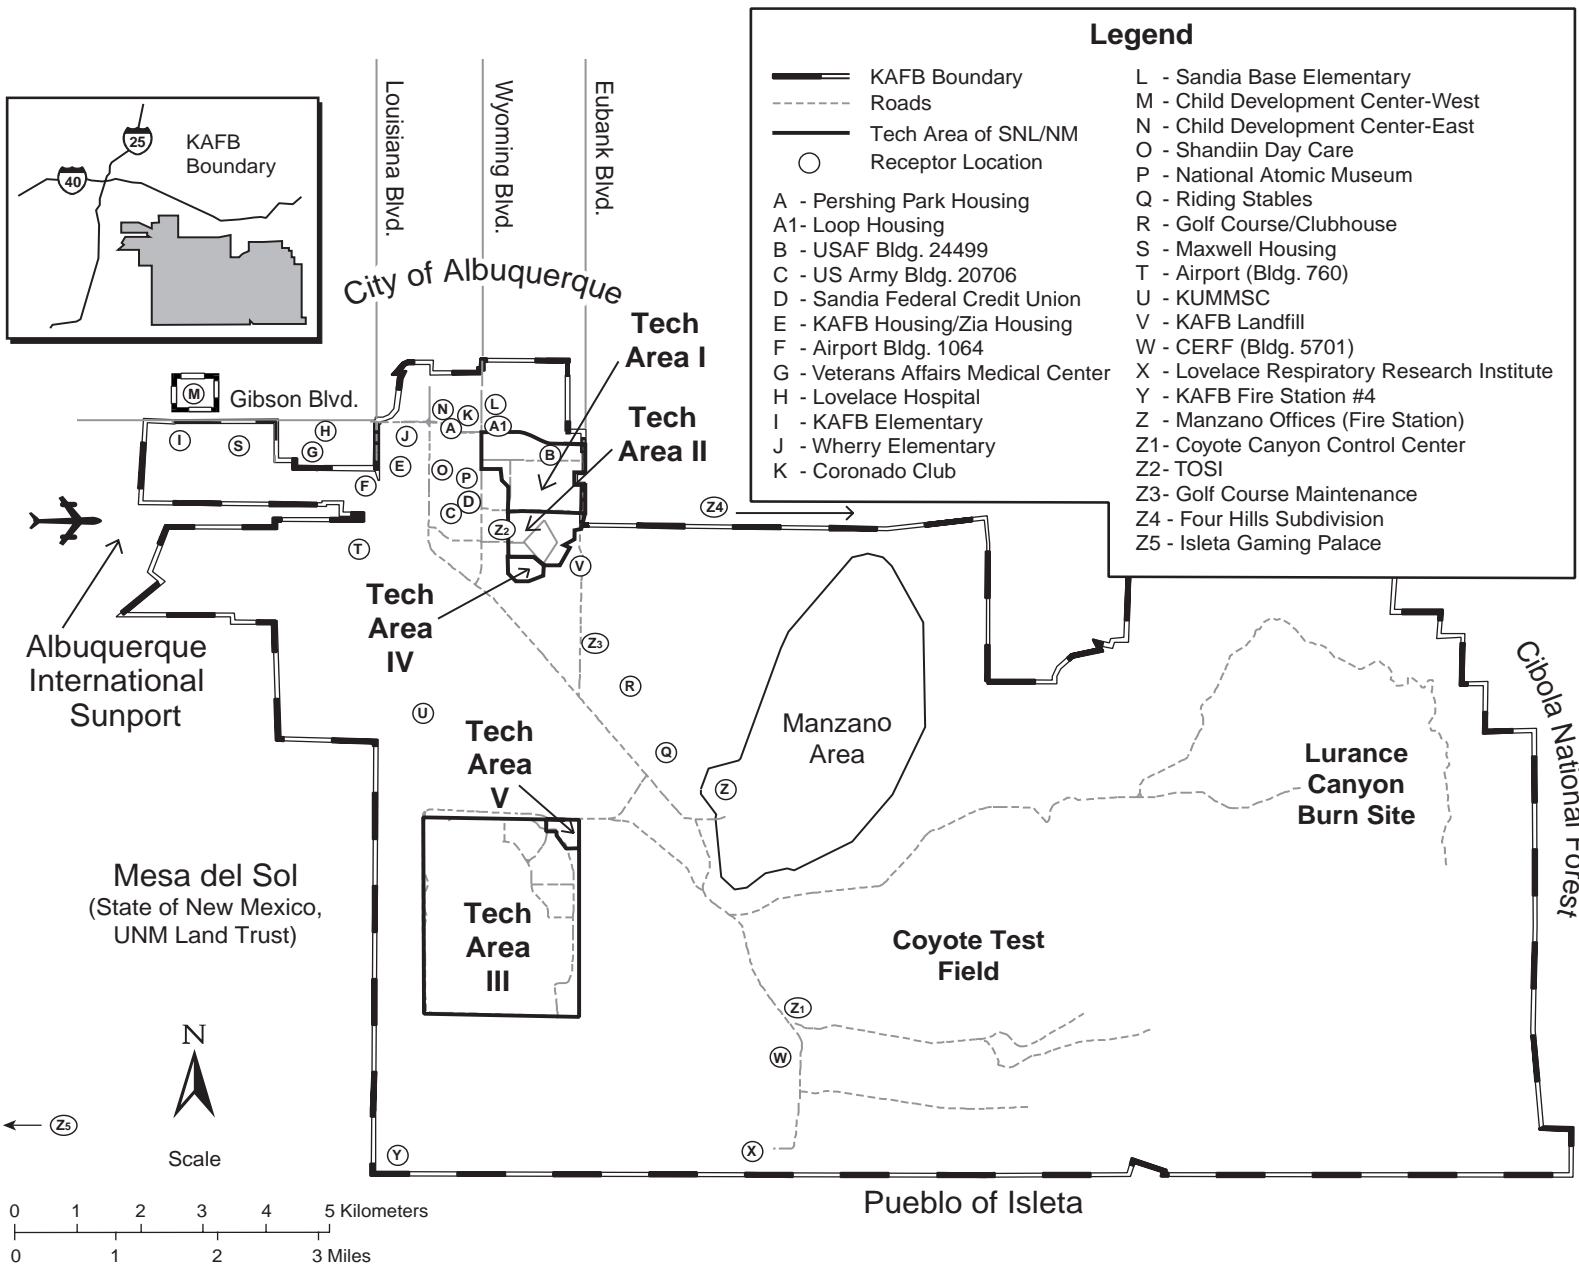 Legend
KAFB Boundary
Roads
Tech Area of SNL/NM
Receptor Location
A - Pershing Park Housing
A1- Loop Housing
B - USAF Bldg. 24499
C - US Army Bldg. 20706
D - Sandia Federal Credit Union
E - KAFB Housing/Zia Housing
F - Airport Bldg. 1064
G - Veterans Affairs Medical Center
H - Lovelace Hospital
I - KAFB Elementary
J - Wherry Elementary
K - Coronado Club
L - Sandia Base Elementary
M - Child Development Center-West
N - Child Development Center-East
O - Shandiin Day Care
P - National Atomic Museum
Q - Riding Stables
R - Golf Course/Clubhouse
S - Maxwell Housing
T - Airport (Bldg. 760)
U - KUMMSC
V - KAFB Landfill
W - CERF (Bldg. 5701)
X - Lovelace Respiratory Research Institute
Y - KAFB Fire Station #4
Z - Manzano Offices (Fire Station)
Z1- Coyote Canyon Control Center
Z2- TOSI
Z3- Golf Course Maintenance
Z4 - Four Hills Subdivision
Z5 - Isleta Gaming Palace
25
40
KAFB
Boundary
Louisiana Blvd.
Wyoming Blvd.
Eubank Blvd.
City of Albuquerque
Tech
Area I
Tech
Area II
Gibson Blvd.
M
I
S
H
G
F
J
E
N
K
L
A
A1
B
O
P
D
C
Z2
Z4
T
V
Tech
Area
IV
Albuquerque
International
Sunport
Z3
R
U
Q
Z
Manzano
Area
Tech
Area
V
Lurance
Canyon
Burn Site
Cibola National Forest
Mesa del Sol
(State of New Mexico,
UNM Land Trust)
Tech
Area
III
Coyote Test
Field
Z1
W
X
Y
Z5
N
Scale
Pueblo of Isleta
0 1 2 3 4 5 Kilometers
0 1 2 3 Miles